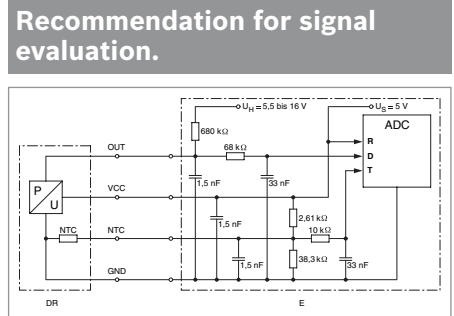 Recommendation for signal
evaluation.
U_H = 5,5 bis 16 V
U_S = 5 V
ADC
680 kΩ
OUT
68 kΩ
R
D
T
P
U
1,5 nF
33 nF
VCC
2,61 kΩ
1,5 nF
NTC
NTC
10 kΩ
1,5 nF
38,3 kΩ
33 nF
GND
DR
E